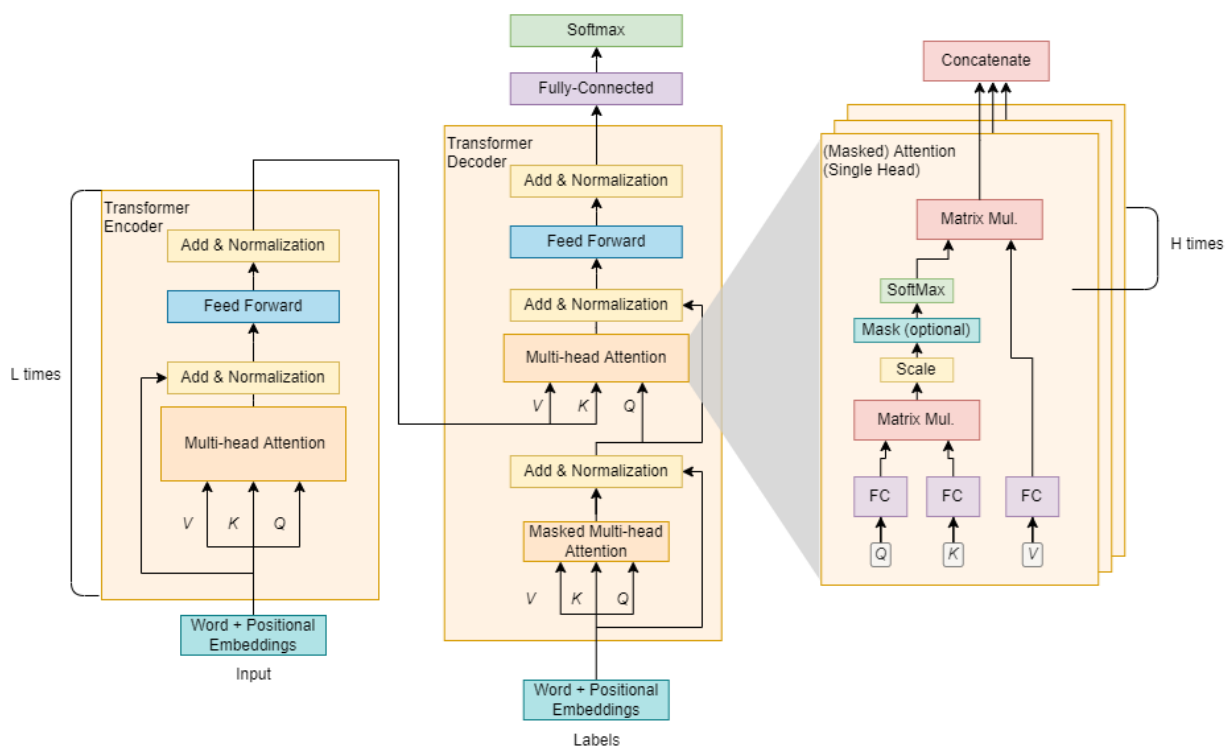 Softmax
Fully-Connected
Transformer
Decoder
Add & Normalization
Feed Forward
Add & Normalization
Multi-head Attention
V
K
Q
Add & Normalization
Masked Multi-head
Attention
V
K
Q
Word + Positional
Embeddings
Labels
L times
Transformer
Encoder
Add & Normalization
Feed Forward
Add & Normalization
Multi-head Attention
V
K
Q
Word + Positional
Embeddings
Input
Concatenate
(Masked) Attention
(Single Head)
Matrix Mul.
H times
SoftMax
Mask (optional)
Scale
Matrix Mul.
FC
FC
FC
Q
K
V